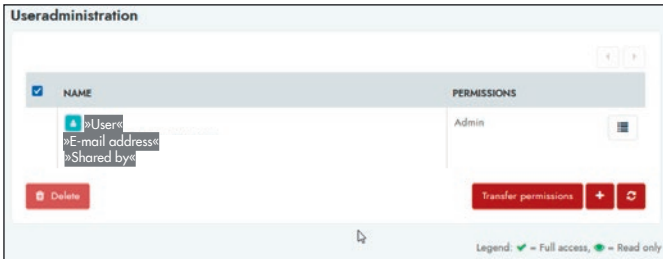 Useradministration
NAME PERMISSIONS
»User« Admin
»E-mail address«
»Shared by«
Delete Transfer permissions +
Legend: ✔ = Full access, 👁 = Read only